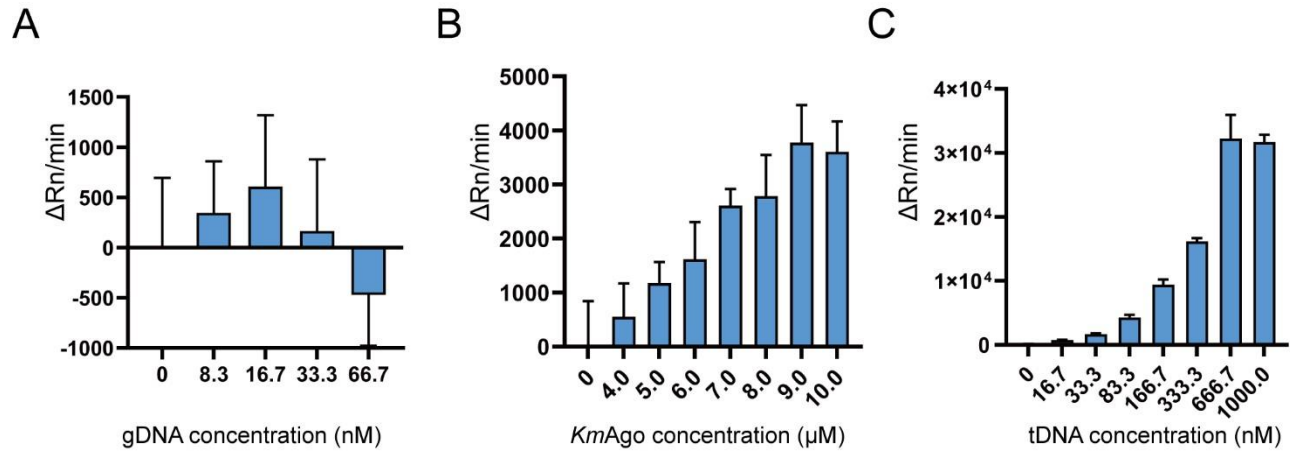 A
ΔRn/min
1500
1000
500
0
-500
-1000
0 8.3 16.7 33.3 66.7
gDNA concentration (nM)
B
ΔRn/min
5000
4000
3000
2000
1000
0
0 4.0 5.0 6.0 7.0 8.0 9.0 10.0
KmAgo concentration (μM)
C
ΔRn/min
4×10⁴
3×10⁴
2×10⁴
1×10⁴
0
0 16.7 33.3 83.3 166.7 333.3 666.7 1000.0
tDNA concentration (nM)